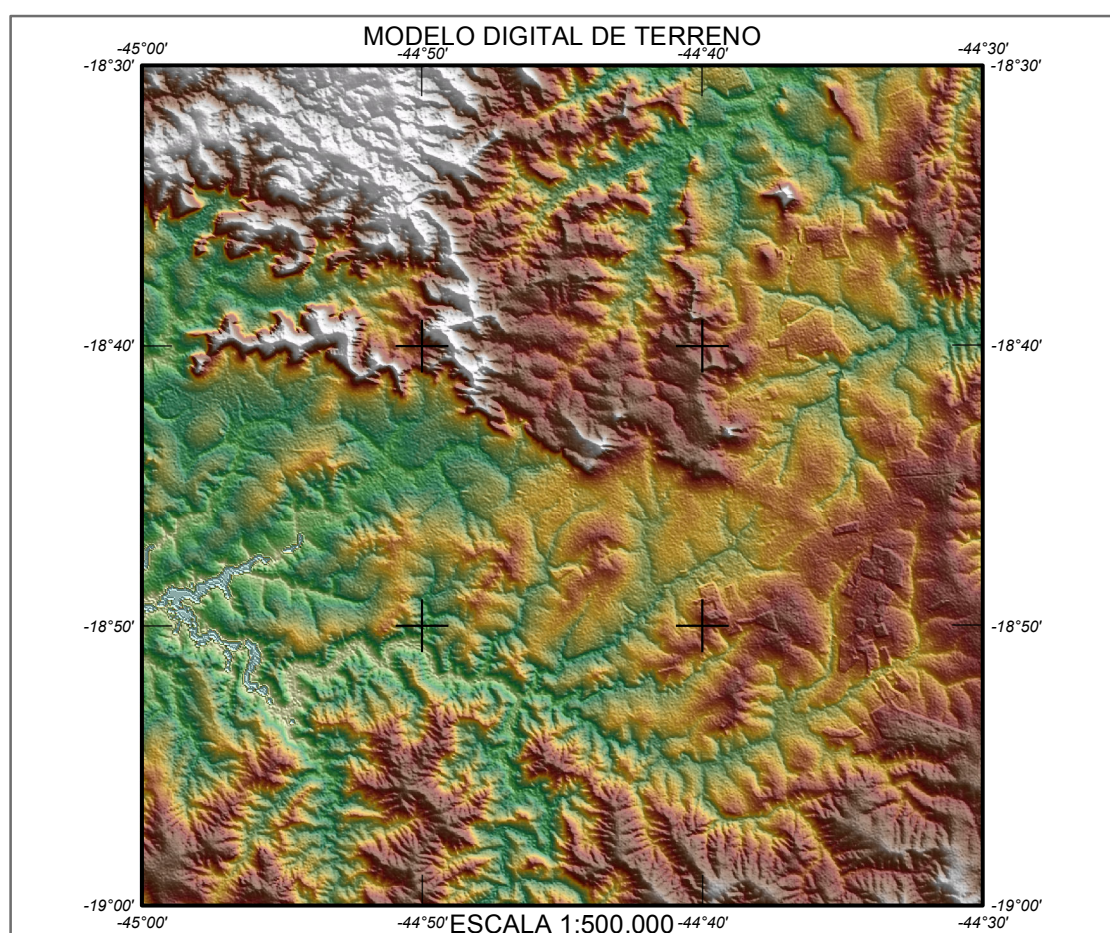 MODELO DIGITAL DE TERRENO
-45°00' -44°50' -44°40' -44°30'
-18°30' -18°30'
-18°40' -18°40'
-18°50' -18°50'
-19°00' -19°00'
-45°00' -44°50' ESCALA 1:500.000 -44°40' -44°30'